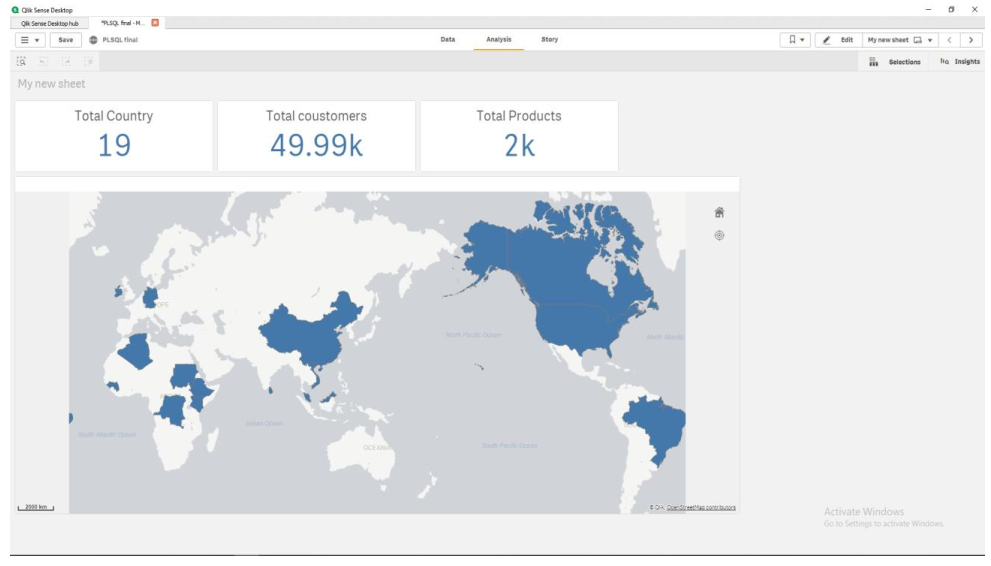 Qlik Sense Desktop
Qlik Sense Desktop hub
*PLSQL final - M...
Save
PLSQL final
Data
Analysis
Story
Edit
My new sheet
Selections
Insights
My new sheet
Total Country
19
Total coustomers
49.99k
Total Products
2k
North Pacific Ocean
North Atlantic
OPE
South Atlantic Ocean
Indian Ocean
OCEANIA
South Pacific Ocean
2000 km
© Qlik, OpenStreetMap contributors
Activate Windows
Go to Settings to activate Windows.